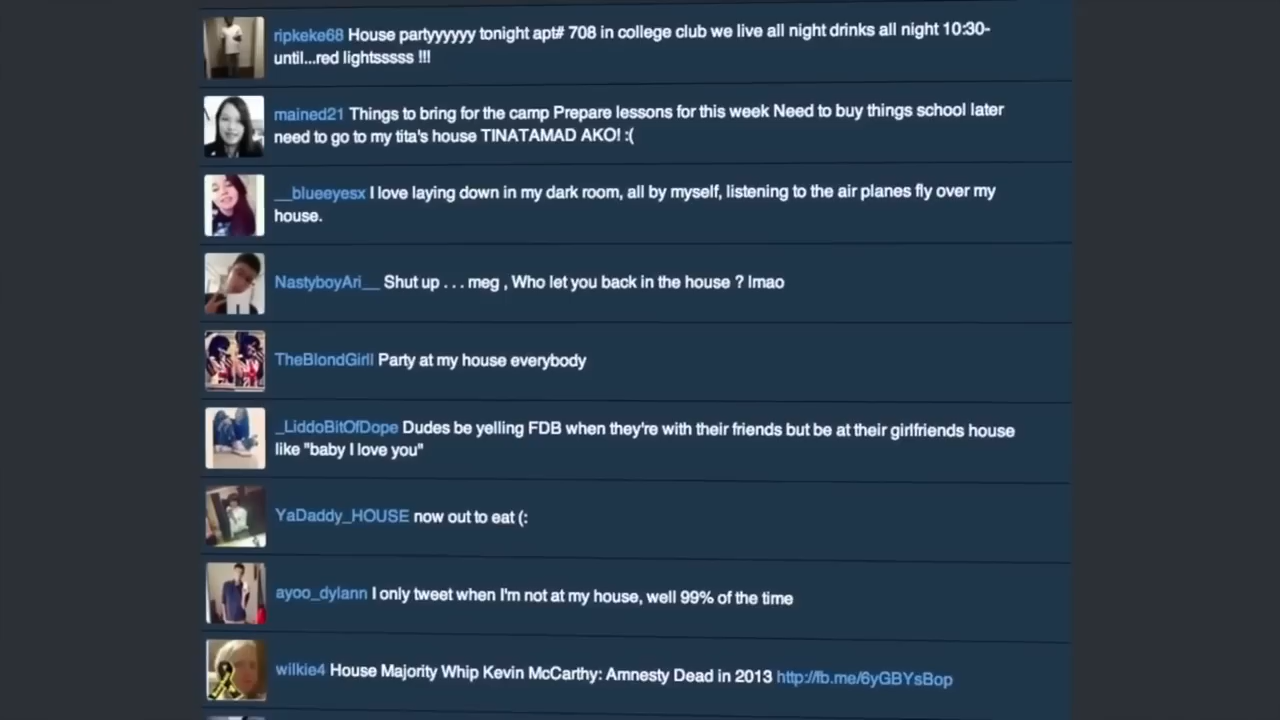 ripkeke68 House partyyyyyy tonight apt# 708 in college club we live all night drinks all night 10:30-
until...red lightsssss !!!
mained21 Things to bring for the camp Prepare lessons for this week Need to buy things school later
need to go to my tita's house TINATAMAD AKO! :(
__blueeyesx I love laying down in my dark room, all by myself, listening to the air planes fly over my
house.
NastyboyAri__ Shut up . . . meg , Who let you back in the house ? lmao
TheBlondGirll Party at my house everybody
_LiddoBitOfDope Dudes be yelling FDB when they're with their friends but be at their girlfriends house
like "baby I love you"
YaDaddy_HOUSE now out to eat (:
ayoo_dylann I only tweet when I'm not at my house, well 99% of the time
wilkie4 House Majority Whip Kevin McCarthy: Amnesty Dead in 2013 http://fb.me/6yGBYsBop